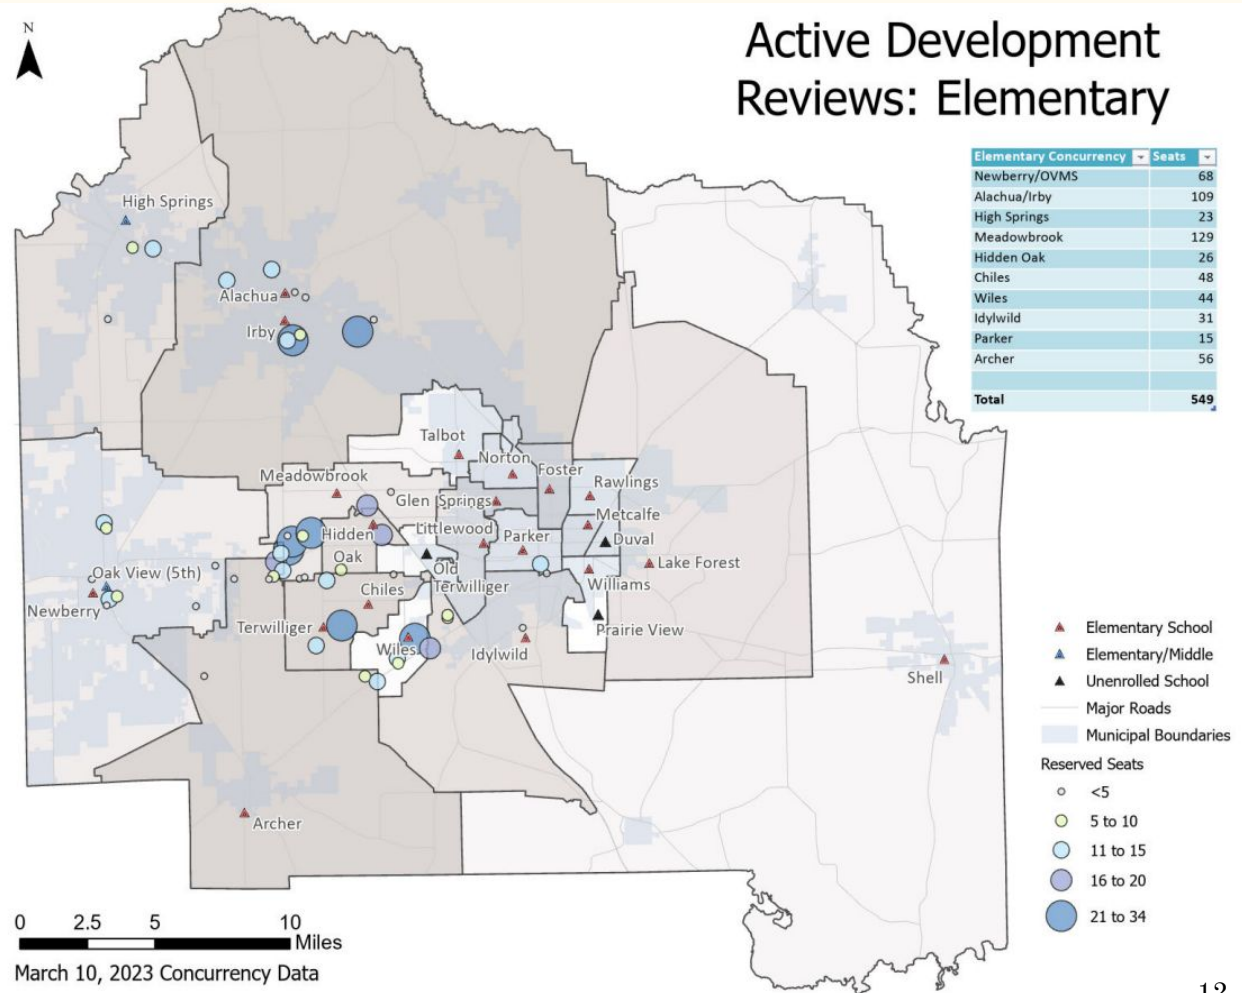 N
Active Development
Reviews: Elementary
Elementary Concurrency Seats
Newberry/OVMS 68
Alachua/Irby 109
High Springs 23
Meadowbrook 129
Hidden Oak 26
Chiles 48
Wiles 44
Idylwild 31
Parker 15
Archer 56
Total 549
High Springs
Alachua
Irby
Talbot
Norton
Foster
Meadowbrook
Rawlings
Glen Springs
Metcalfe
Hidden
Oak
Littlewood
Parker
Duval
Lake Forest
Old
Terwilliger
Oak View (5th)
Chiles
Williams
Newberry
Terwilliger
Prairie View
Wiles
Idylwild
Shell
Archer
Elementary School
Elementary/Middle
Unenrolled School
Major Roads
Municipal Boundaries
Reserved Seats
<5
5 to 10
11 to 15
16 to 20
21 to 34
0 2.5 5 10
Miles
March 10, 2023 Concurrency Data